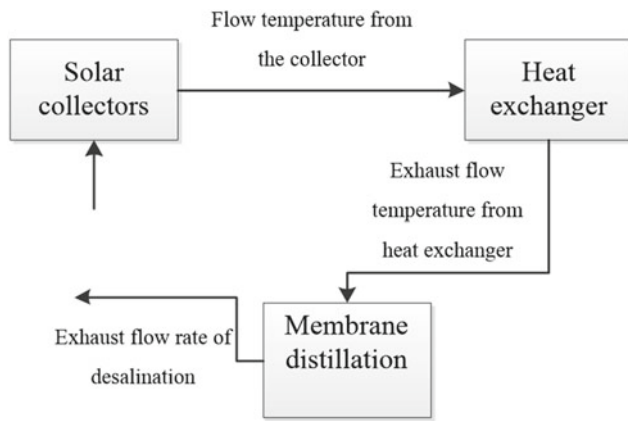 Flow temperature from
the collector
Solar
collectors
Heat
exchanger
Exhaust flow
temperature from
heat exchanger
Membrane
distillation
Exhaust flow rate of
desalination